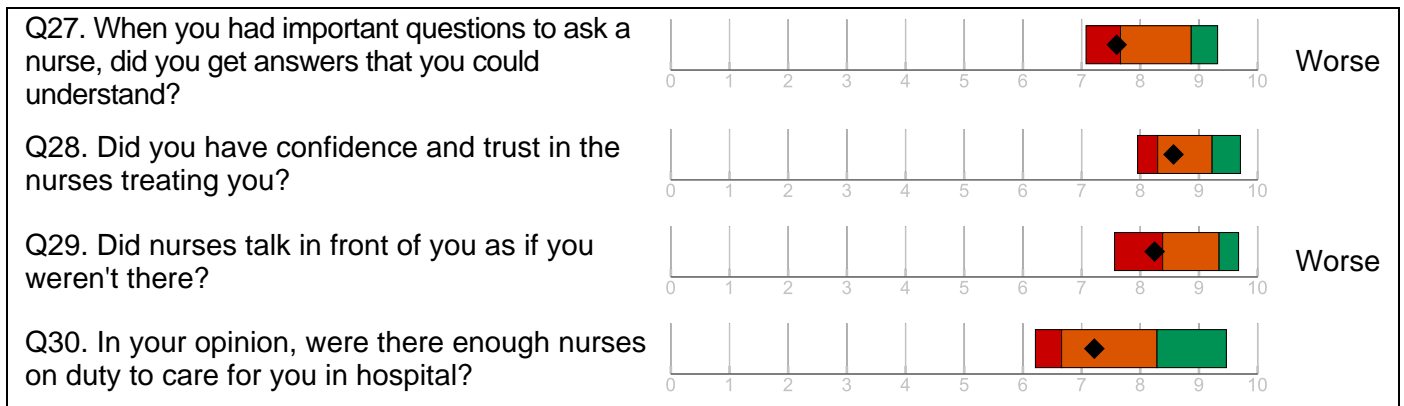 Q27. When you had important questions to ask a
nurse, did you get answers that you could
understand?
0 1 2 3 4 5 6 7 8 9 10
Worse
Q28. Did you have confidence and trust in the
nurses treating you?
0 1 2 3 4 5 6 7 8 9 10
Q29. Did nurses talk in front of you as if you
weren't there?
0 1 2 3 4 5 6 7 8 9 10
Worse
Q30. In your opinion, were there enough nurses
on duty to care for you in hospital?
0 1 2 3 4 5 6 7 8 9 10